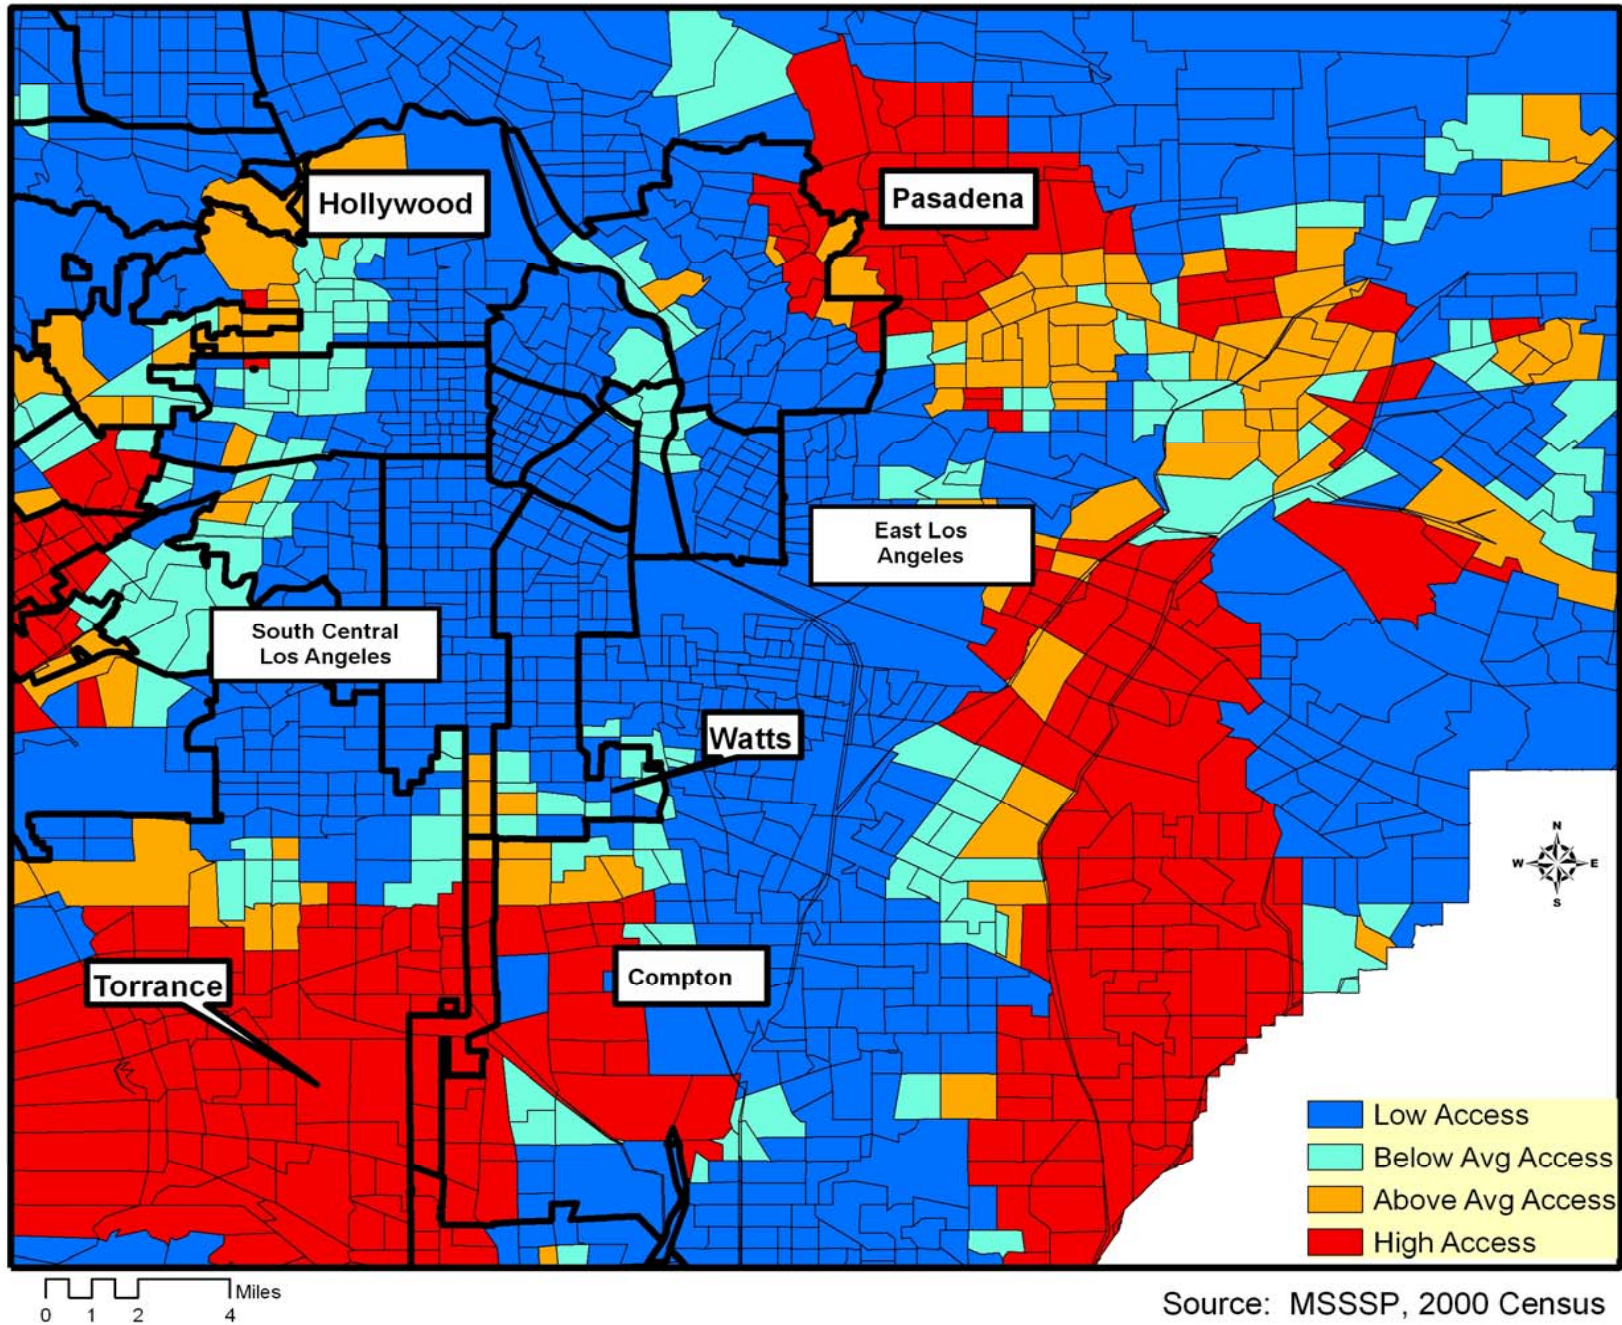 Hollywood
Pasadena
East Los
Angeles
South Central
Los Angeles
Watts
N
W E
S
Compton
Torrance
Low Access
Below Avg Access
Above Avg Access
High Access
Miles
0 1 2 4
Source: MSSSP, 2000 Census